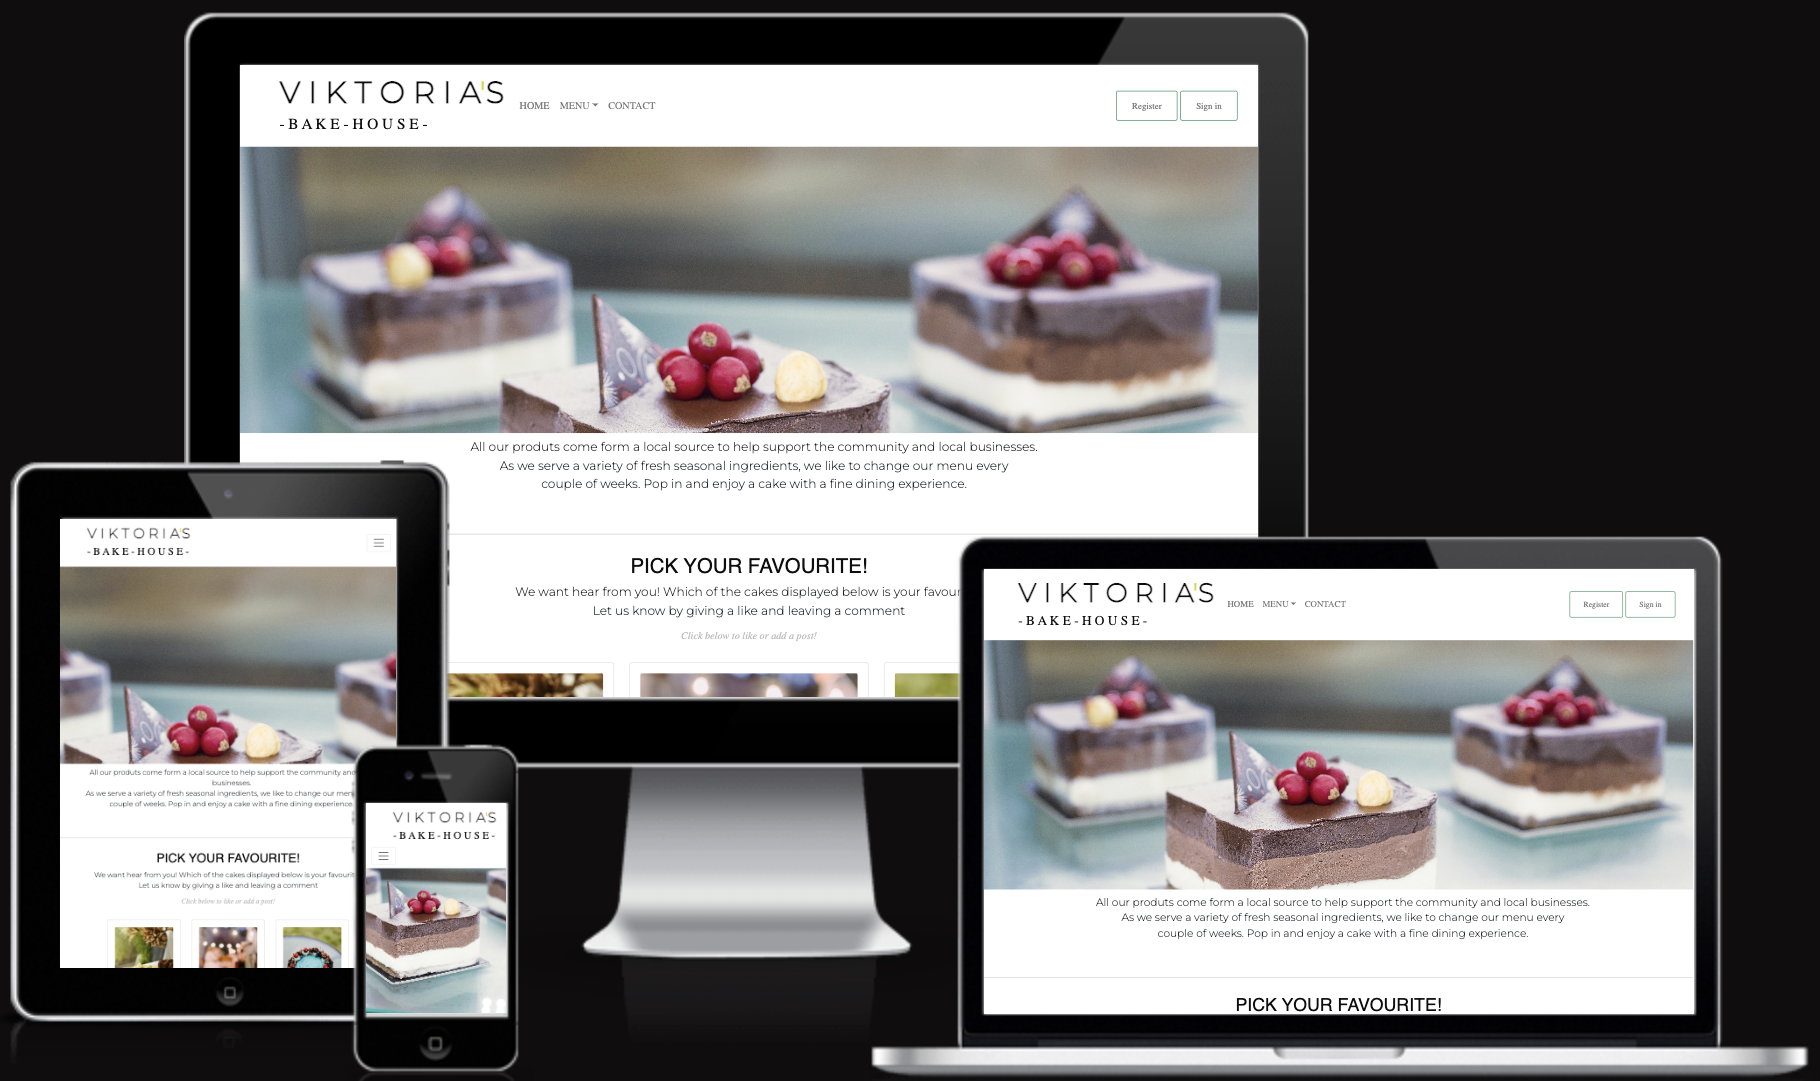 VIKTORIA'S
-BAKE-HOUSE-
HOME MENU CONTACT
Register Sign in
All our produts come form a local source to help support the community and local businesses.
As we serve a variety of fresh seasonal ingredients, we like to change our menu every
couple of weeks. Pop in and enjoy a cake with a fine dining experience.
PICK YOUR FAVOURITE!
We want hear from you! Which of the cakes displayed below is your favour
Let us know by giving a like and leaving a comment
Click below to like or add a post!
VIKTORIA'S
-BAKE-HOUSE-
All our produts come form a local source to help support the community and
businesses.
As we serve a variety of fresh seasonal ingredients, we like to change our men
couple of weeks. Pop in and enjoy a cake with a fine dining experience.
PICK YOUR FAVOURITE!
We want hear from you! Which of the cakes displayed below is your favourit
Let us know by giving a like and leaving a comment
Click below to like or add a post!
VIKTORIA'S
-BAKE-HOUSE-
VIKTORIA'S
-BAKE-HOUSE-
HOME MENU CONTACT
Register Sign in
All our produts come form a local source to help support the community and local businesses.
As we serve a variety of fresh seasonal ingredients, we like to change our menu every
couple of weeks. Pop in and enjoy a cake with a fine dining experience.
PICK YOUR FAVOURITE!